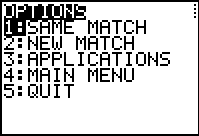 OPTIONS
1:SAME MATCH
2:NEW MATCH
3:APPLICATIONS
4:MAIN MENU
5:QUIT